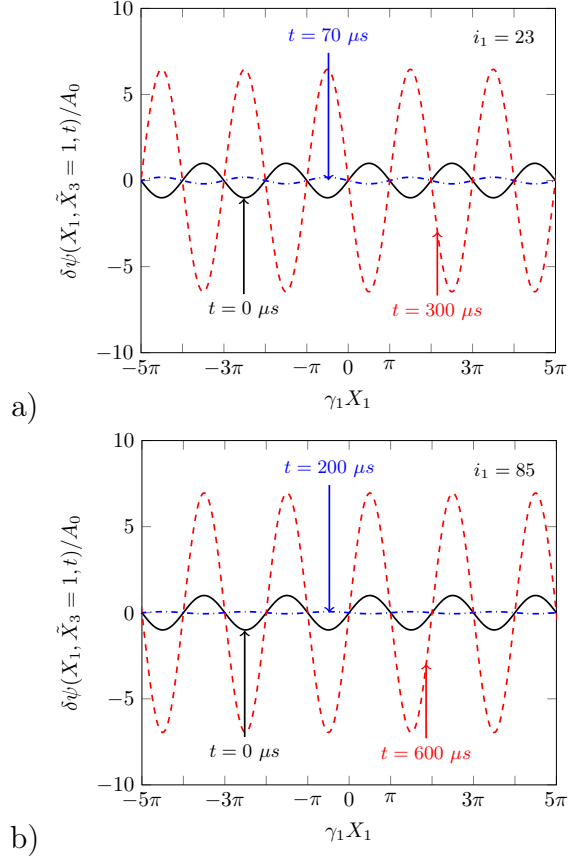 a)
δψ(X₁, X̃₃ = 1, t)/A₀
10
5
0
−5
−10
t = 70 μs
i₁ = 23
t = 0 μs
t = 300 μs
−5π −3π −π 0 π 3π 5π
γ₁X₁
b)
δψ(X₁, X̃₃ = 1, t)/A₀
10
5
0
−5
−10
t = 200 μs
i₁ = 85
t = 0 μs
t = 600 μs
−5π −3π −π 0 π 3π 5π
γ₁X₁